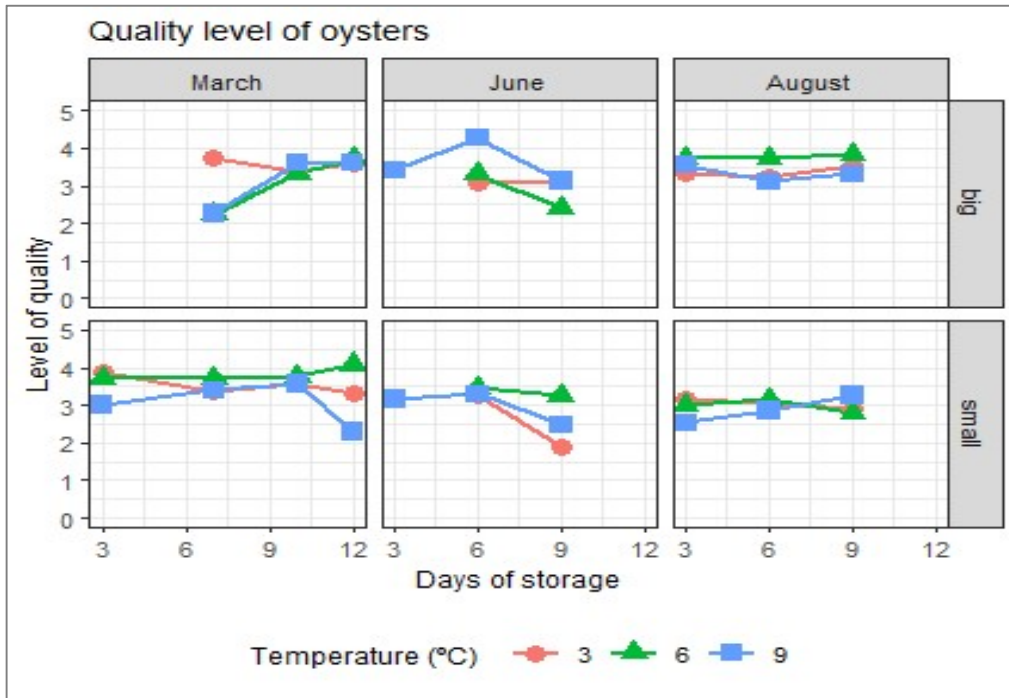 Quality level of oysters
March June August
5
4
3
2
1
0
big
5
4
3
2
1
0
small
Level of quality
3 6 9 12 3 6 9 12 3 6 9 12
Days of storage
Temperature (ºC) 3 6 9